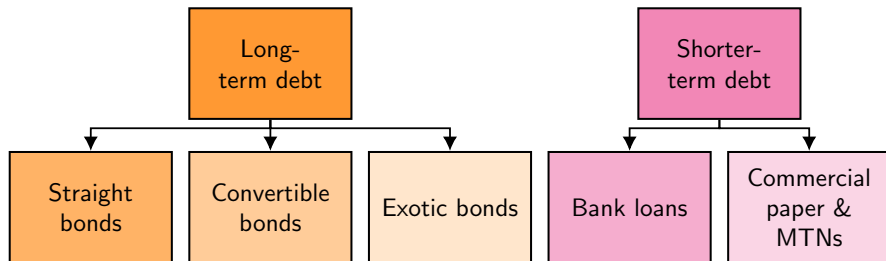 Long-
term debt
Shorter-
term debt
Straight
bonds
Convertible
bonds
Exotic bonds
Bank loans
Commercial
paper &
MTNs